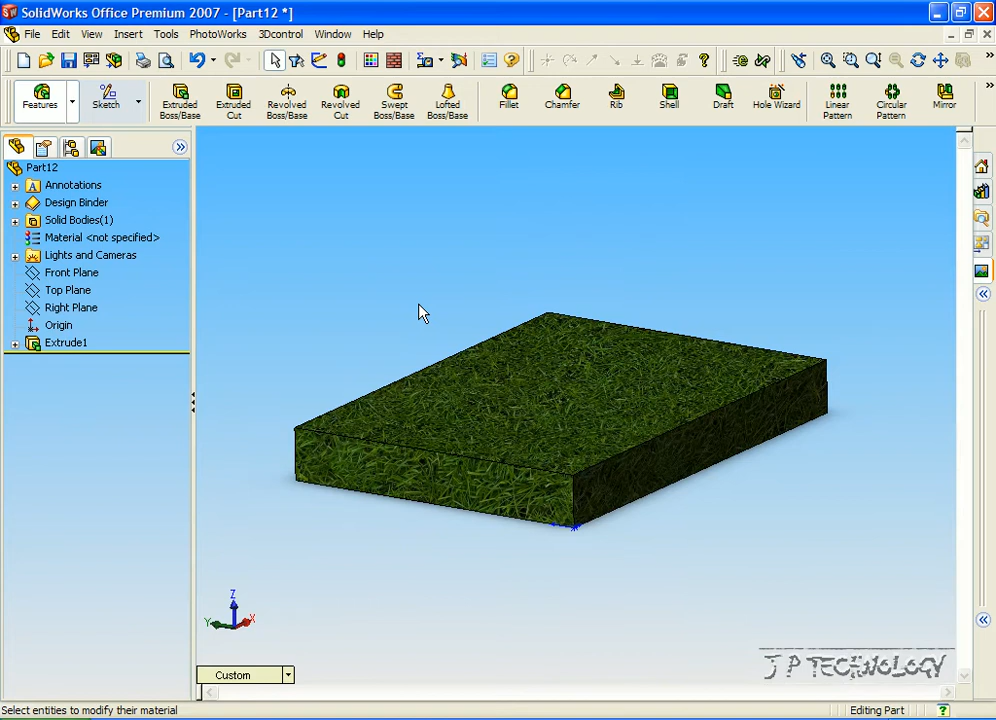 SolidWorks Office Premium 2007 - [Part12 *]
File Edit View Insert Tools PhotoWorks 3Dcontrol Window Help
Features Sketch Extruded Boss/Base Extruded Cut Revolved Boss/Base Revolved Cut Swept Boss/Base Lofted Boss/Base Fillet Chamfer Rib Shell Draft Hole Wizard Linear Pattern Circular Pattern Mirror
Part12
Annotations
Design Binder
Solid Bodies(1)
Material <not specified>
Lights and Cameras
Front Plane
Top Plane
Right Plane
Origin
Extrude1
Z
Y X
Custom
J P TECHNOLOGY
Select entities to modify their material
Editing Part